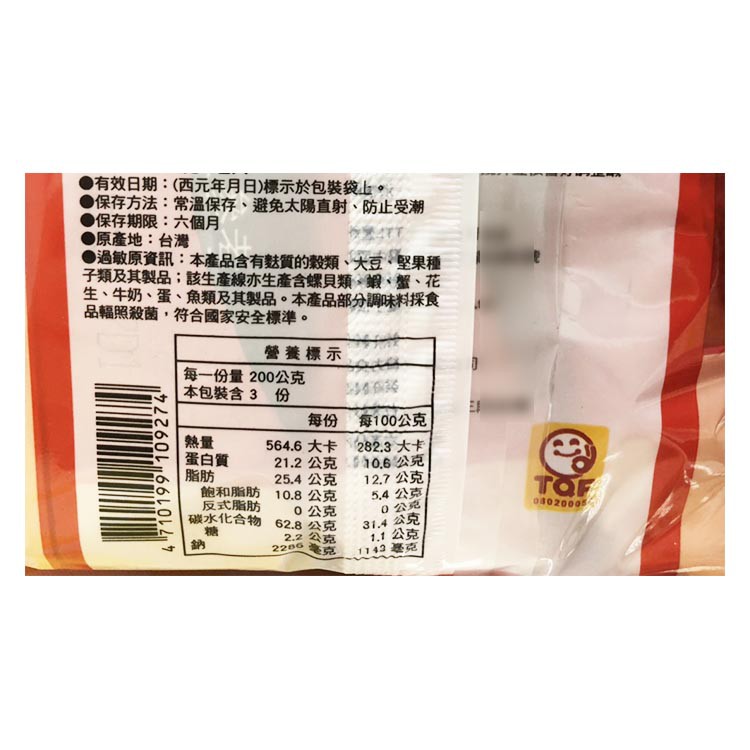 ●有效日期：(西元年月日)標示於包裝袋上。
●保存方法：常溫保存、避免太陽直射、防止受潮
●保存期限：六個月
●原產地：台灣
●過敏原資訊：本產品含有麩質的穀類、大豆、堅果種
子類及其製品；該生產線亦生產含螺貝類、蝦、蟹、花
生、牛奶、蛋、魚類及其製品。本產品部分調味料採食
品輻照殺菌，符合國家安全標準。
營養標示
每一份量 200公克
本包裝含 3 份
每份 每100公克
熱量 564.6 大卡 282.3 大卡
蛋白質 21.2 公克 10.6 公克
脂肪 25.4 公克 12.7 公克
飽和脂肪 10.8 公克 5.4 公克
反式脂肪 0 公克 0 公克
碳水化合物 62.8 公克 31.4 公克
糖 2.2 公克 1.1 公克
鈉 2286 毫克 1143 毫克
4 710199 109274
TQF